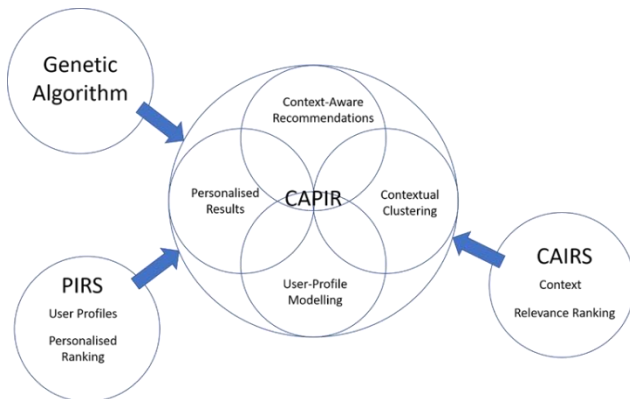 Genetic
Algorithm
Context-Aware
Recommendations
Personalised
Results
CAPIR
Contextual
Clustering
User-Profile
Modelling
PIRS
User Profiles
Personalised
Ranking
CAIRS
Context
Relevance Ranking